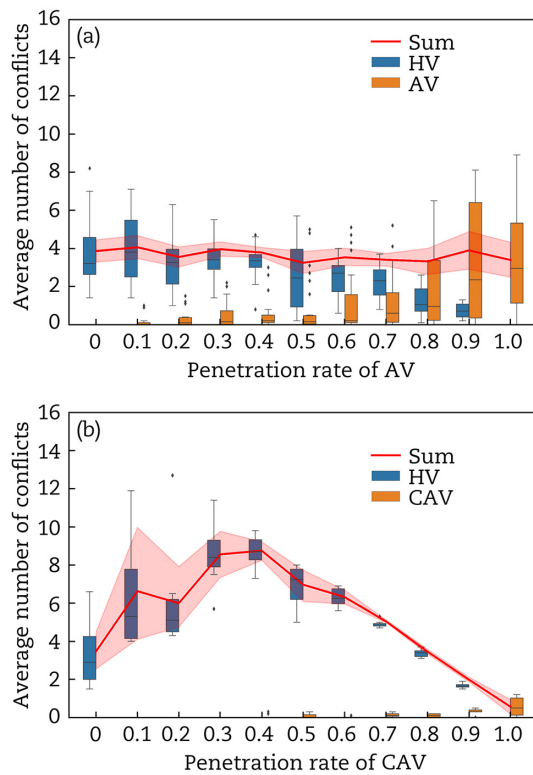 (a)
Sum
HV
AV
Average number of conflicts
16
14
12
10
8
6
4
2
0
0 0.1 0.2 0.3 0.4 0.5 0.6 0.7 0.8 0.9 1.0
Penetration rate of AV
(b)
Sum
HV
CAV
Average number of conflicts
16
14
12
10
8
6
4
2
0
0 0.1 0.2 0.3 0.4 0.5 0.6 0.7 0.8 0.9 1.0
Penetration rate of CAV